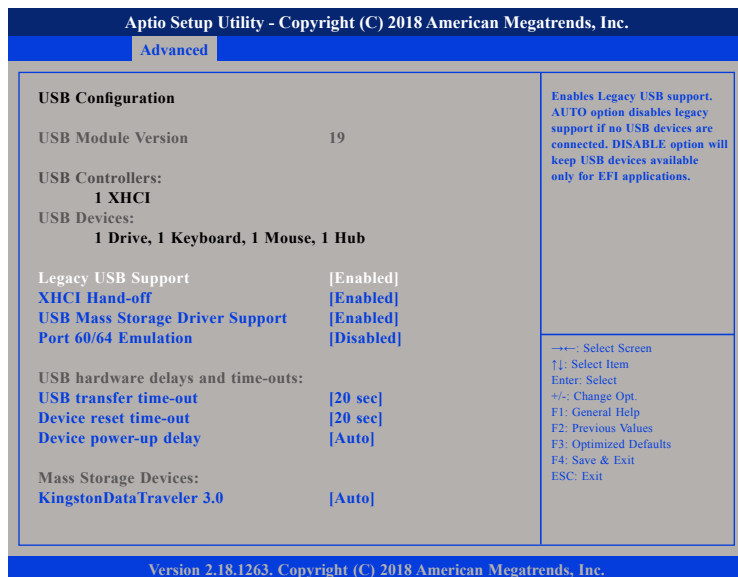 Aptio Setup Utility - Copyright (C) 2018 American Megatrends, Inc.
Advanced
USB Configuration
USB Module Version 19
USB Controllers:
1 XHCI
USB Devices:
1 Drive, 1 Keyboard, 1 Mouse, 1 Hub
Legacy USB Support [Enabled]
XHCI Hand-off [Enabled]
USB Mass Storage Driver Support [Enabled]
Port 60/64 Emulation [Disabled]
USB hardware delays and time-outs:
USB transfer time-out [20 sec]
Device reset time-out [20 sec]
Device power-up delay [Auto]
Mass Storage Devices:
KingstonDataTraveler 3.0 [Auto]
Enables Legacy USB support.
AUTO option disables legacy
support if no USB devices are
connected. DISABLE option will
keep USB devices available
only for EFI applications.
→←: Select Screen
↑↓: Select Item
Enter: Select
+/-: Change Opt.
F1: General Help
F2: Previous Values
F3: Optimized Defaults
F4: Save & Exit
ESC: Exit
Version 2.18.1263. Copyright (C) 2018 American Megatrends, Inc.